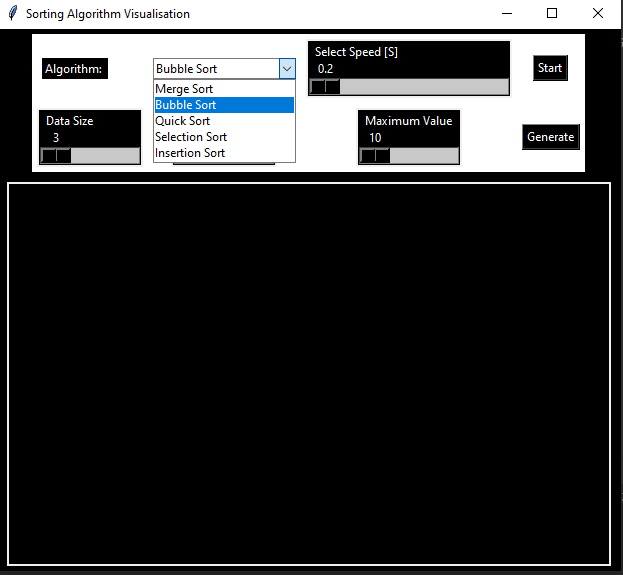 Sorting Algorithm Visualisation
Algorithm:
Bubble Sort
Merge Sort
Bubble Sort
Quick Sort
Selection Sort
Insertion Sort
Select Speed [S]
0.2
Start
Data Size
3
Maximum Value
10
Generate